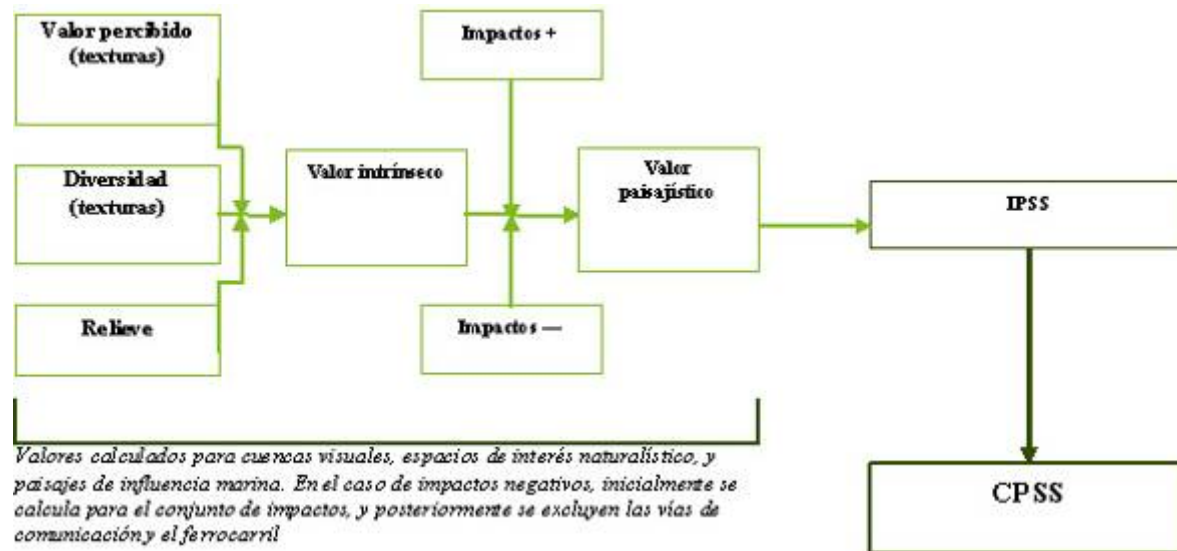 Valor percibido
(texturas)
Impactos +
Diversidad
(texturas)
Valor intrínseco
Valor
paisajístico
IPSS
Relieve
Impactos —
Valores calculados para cuencas visuales, espacios de interés naturalístico, y
paisajes de influencia marina. En el caso de impactos negativos, inicialmente se
calcula para el conjunto de impactos, y posteriormente se excluyen las vías de
comunicación y el ferrocarril
CPSS